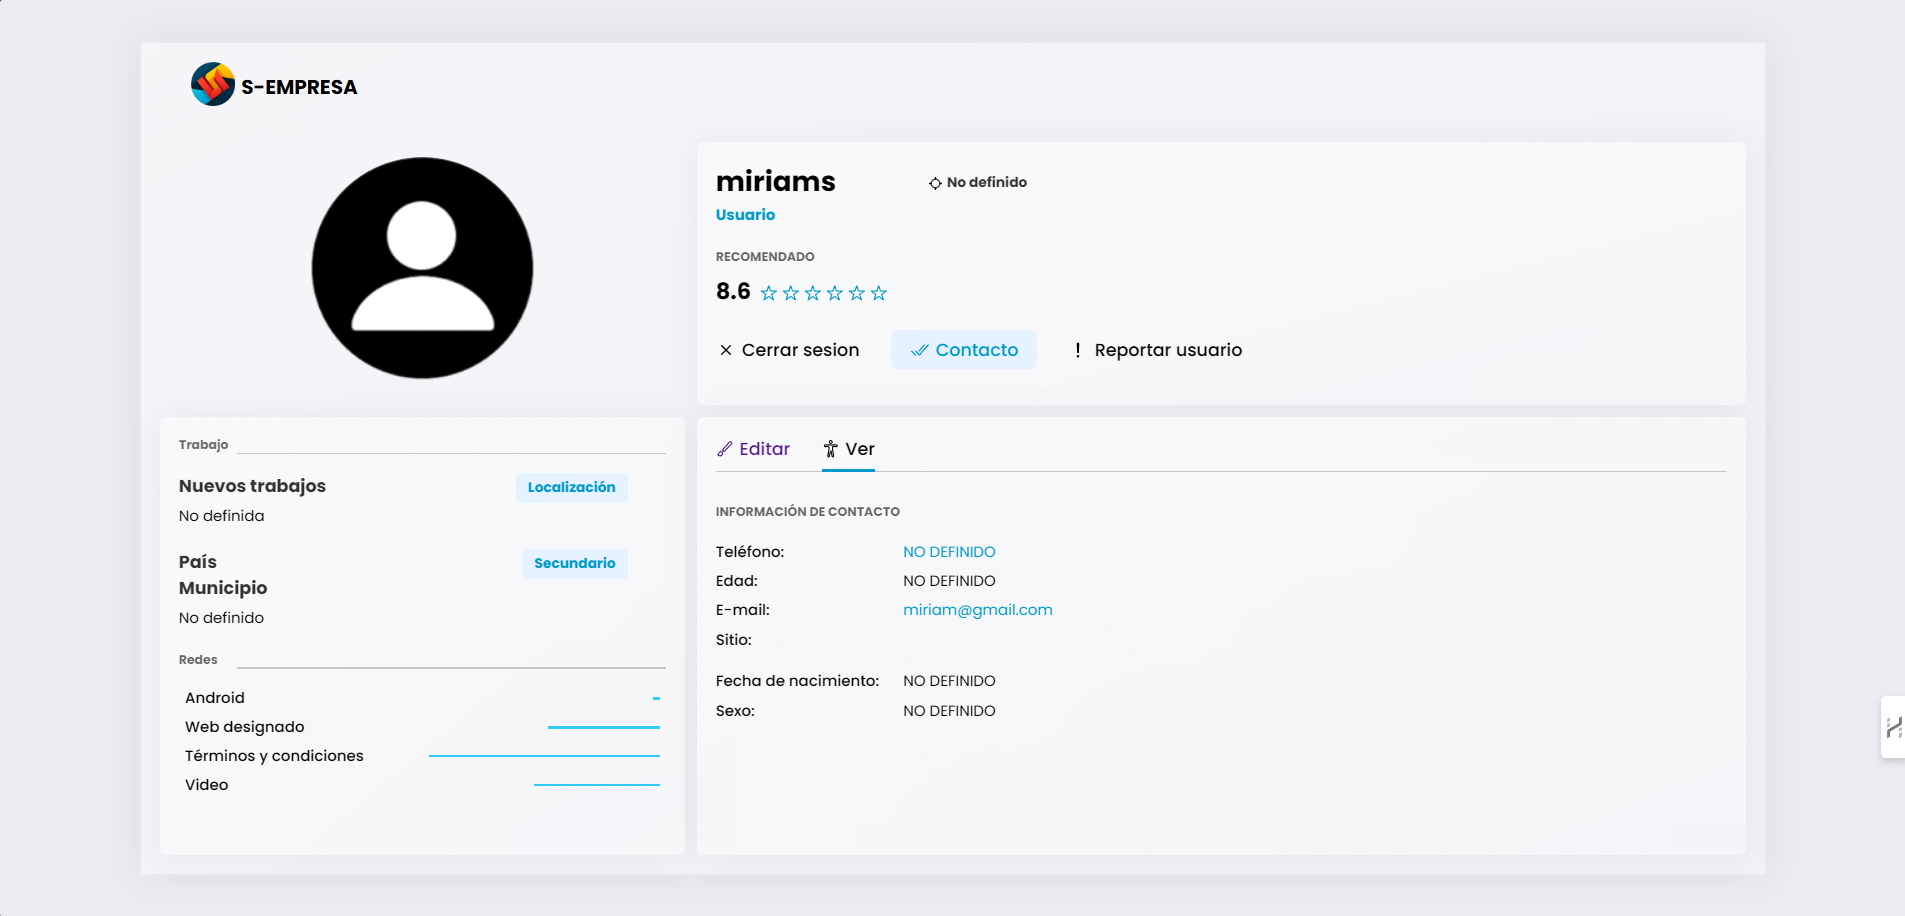 S-EMPRESA
miriams
No definido
Usuario
RECOMENDADO
8.6
Cerrar sesion
Contacto
Reportar usuario
Trabajo
Nuevos trabajos
Localización
No definida
País
Municipio
Secundario
No definido
Redes
Android
Web designado
Términos y condiciones
Video
Editar
Ver
INFORMACIÓN DE CONTACTO
Teléfono: NO DEFINIDO
Edad: NO DEFINIDO
E-mail: miriam@gmail.com
Sitio:
Fecha de nacimiento: NO DEFINIDO
Sexo: NO DEFINIDO